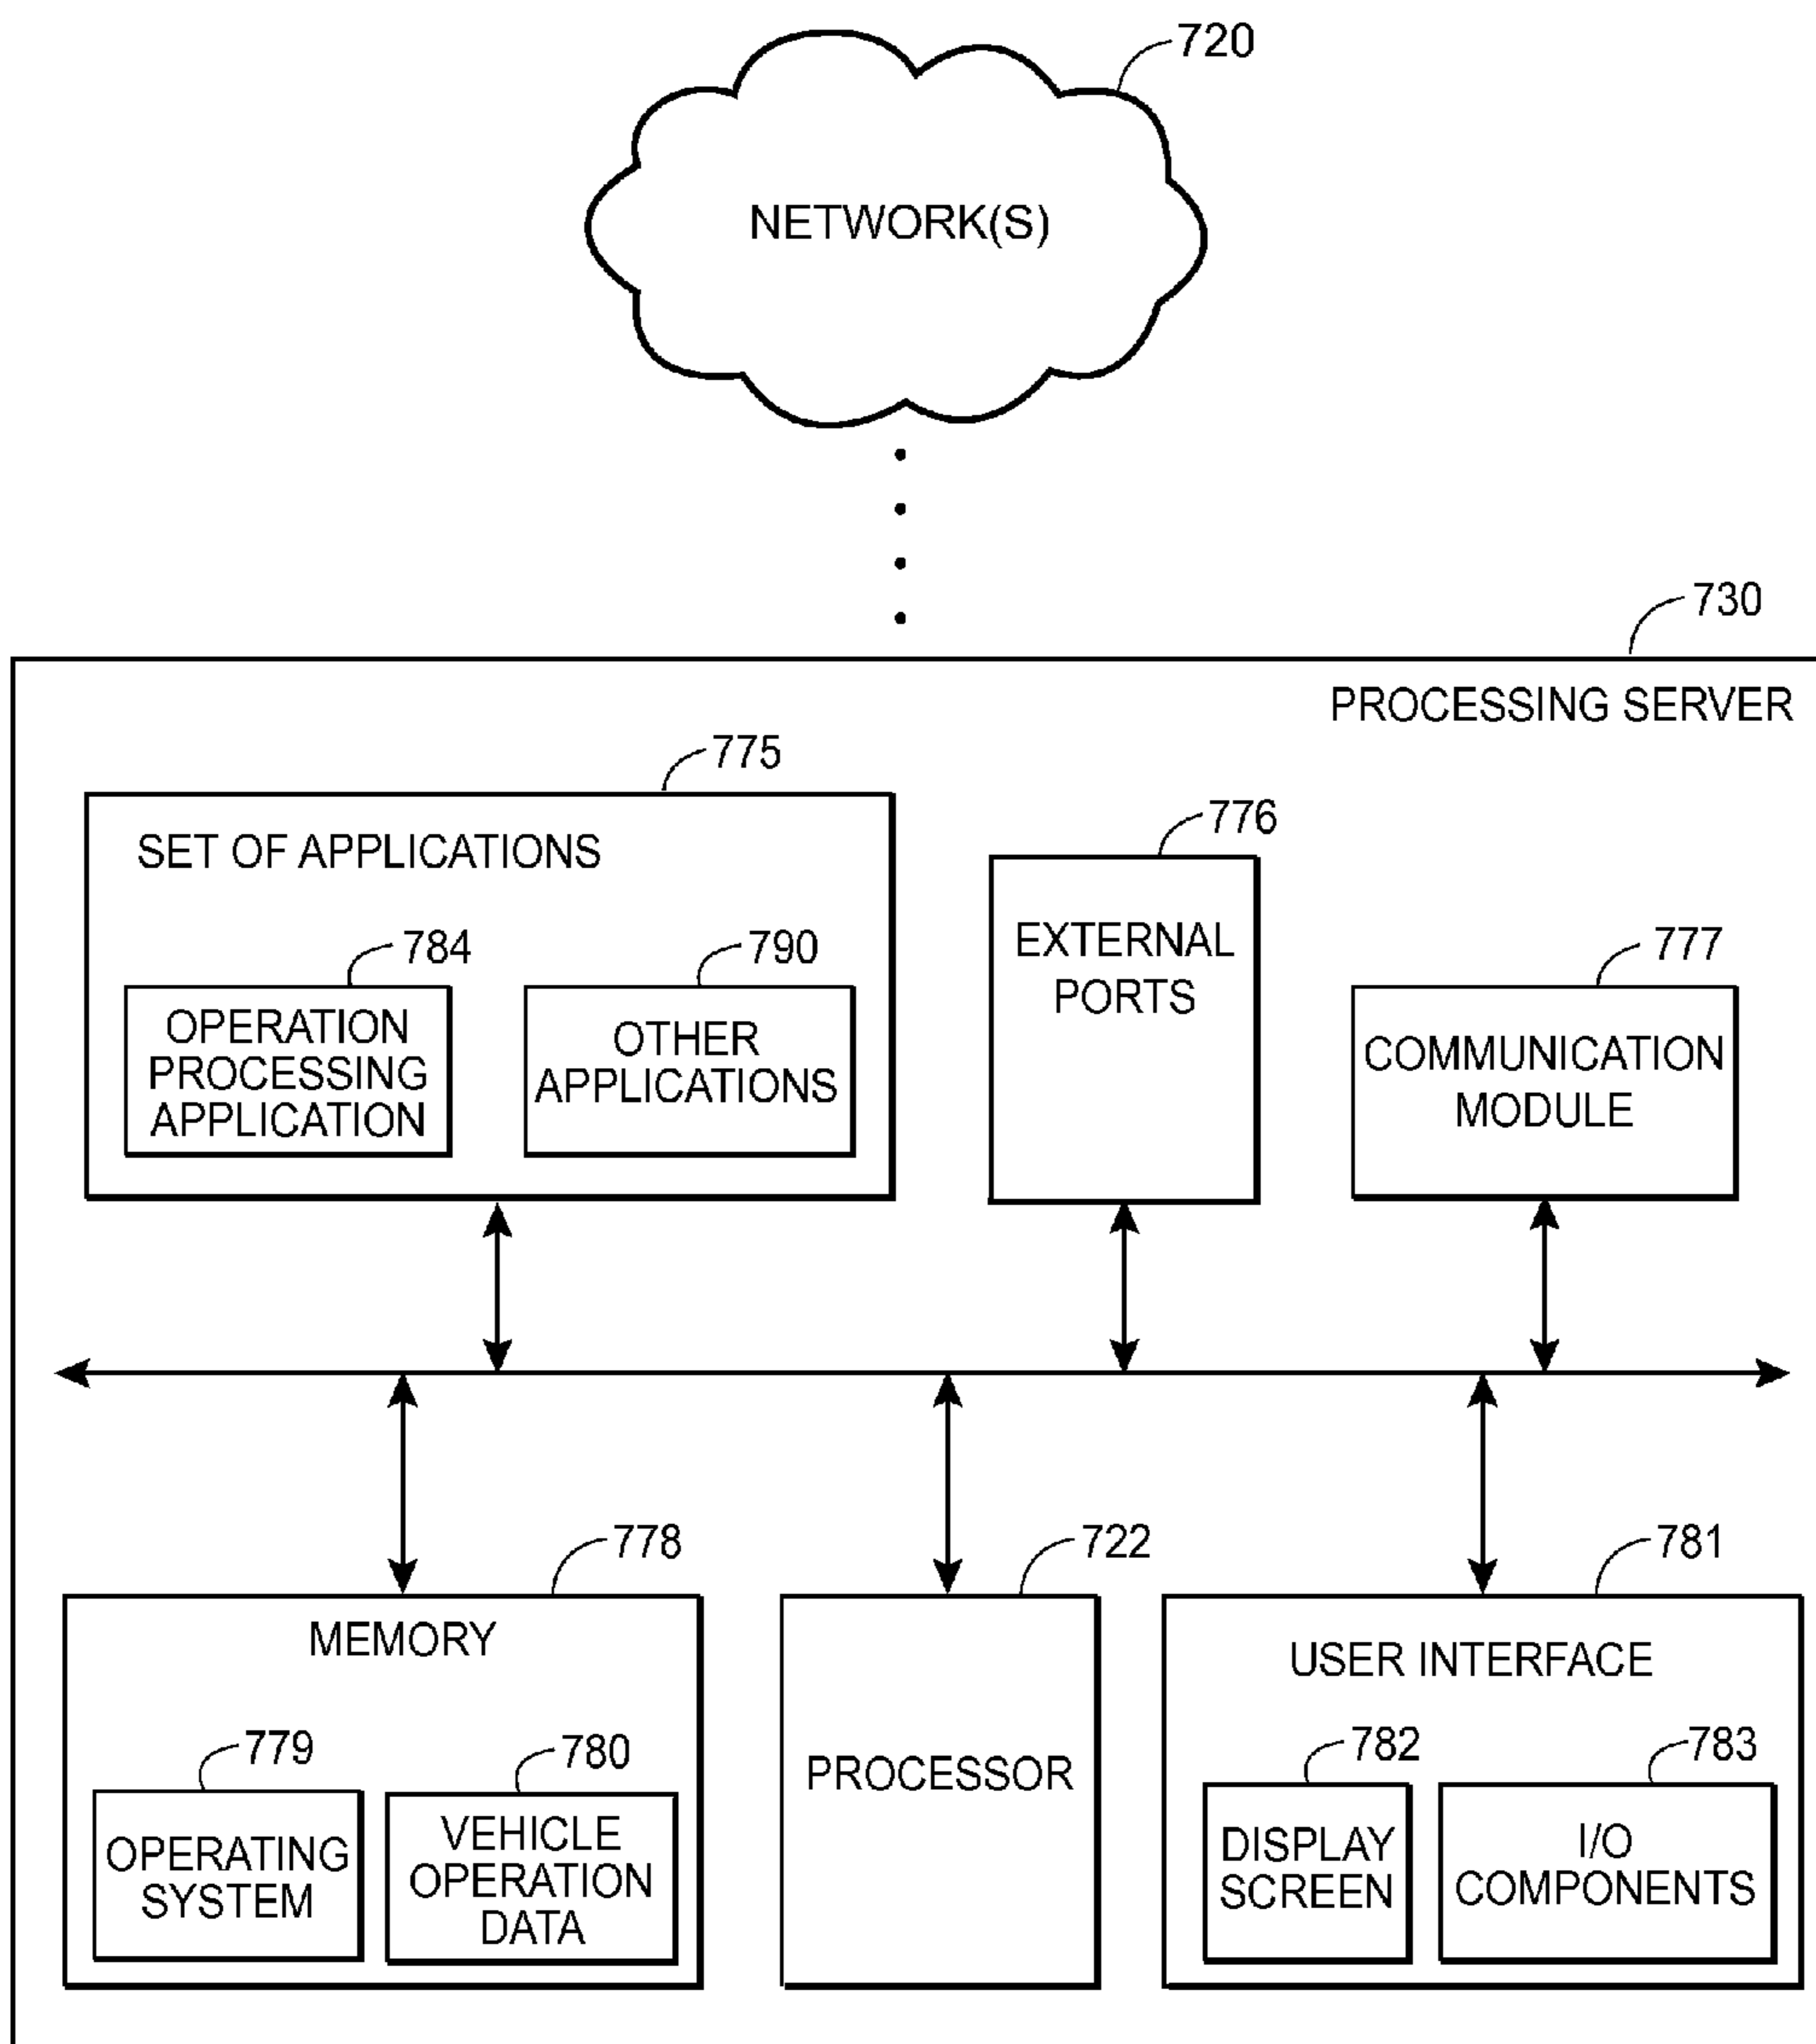 720
NETWORK(S)
730
PROCESSING SERVER
775
SET OF APPLICATIONS
784
OPERATION
PROCESSING
APPLICATION
790
OTHER
APPLICATIONS
776
EXTERNAL
PORTS
777
COMMUNICATION
MODULE
778
MEMORY
779
OPERATING
SYSTEM
780
VEHICLE
OPERATION
DATA
722
PROCESSOR
781
USER INTERFACE
782
DISPLAY
SCREEN
783
I/O
COMPONENTS